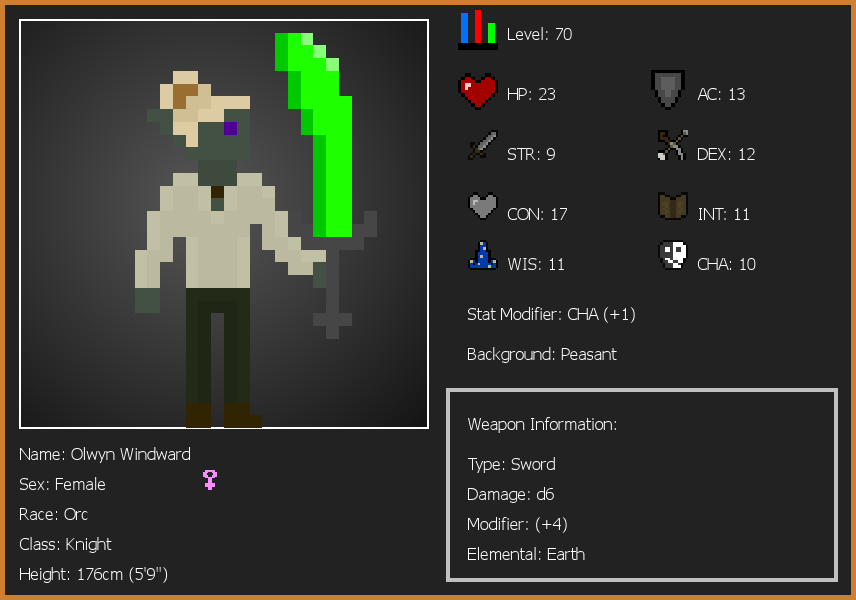 Level: 70
HP: 23
AC: 13
STR: 9
DEX: 12
CON: 17
INT: 11
WIS: 11
CHA: 10
Stat Modifier: CHA (+1)
Background: Peasant
Weapon Information:
Type: Sword
Damage: d6
Modifier: (+4)
Elemental: Earth
Name: Olwyn Windward
Sex: Female
Race: Orc
Class: Knight
Height: 176cm (5'9")